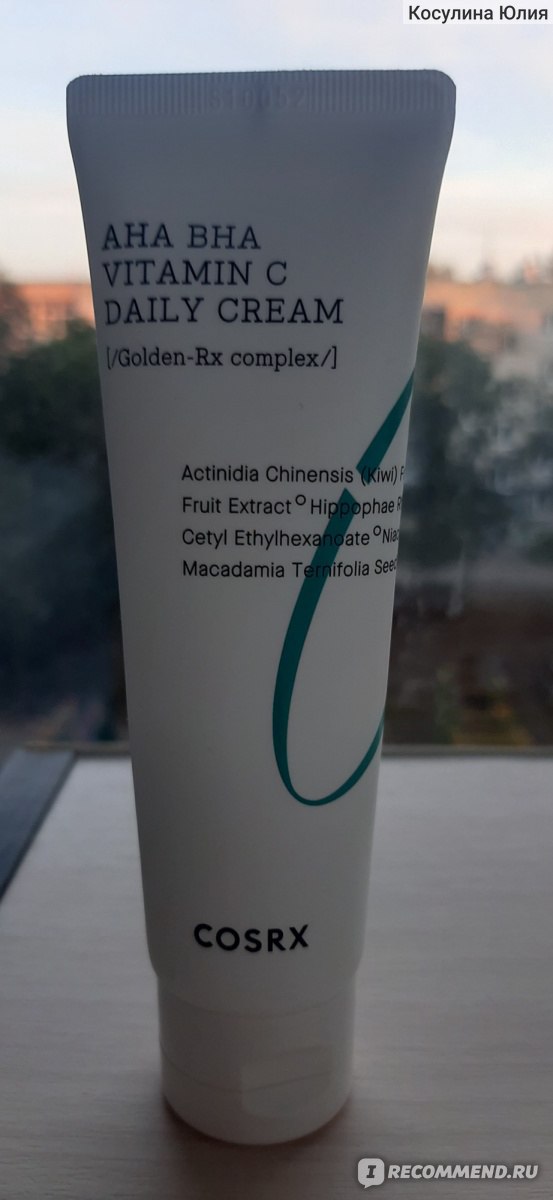 Косулина Юлия
AHA BHA
VITAMIN C
DAILY CREAM
[/Golden-Rx complex/]
Actinidia Chinensis (Kiwi)
Fruit Extract° Hippophae
Cetyl Ethylhexanoate °
Macadamia Ternifolia Seed
COSRX
IRECOMMEND.RU